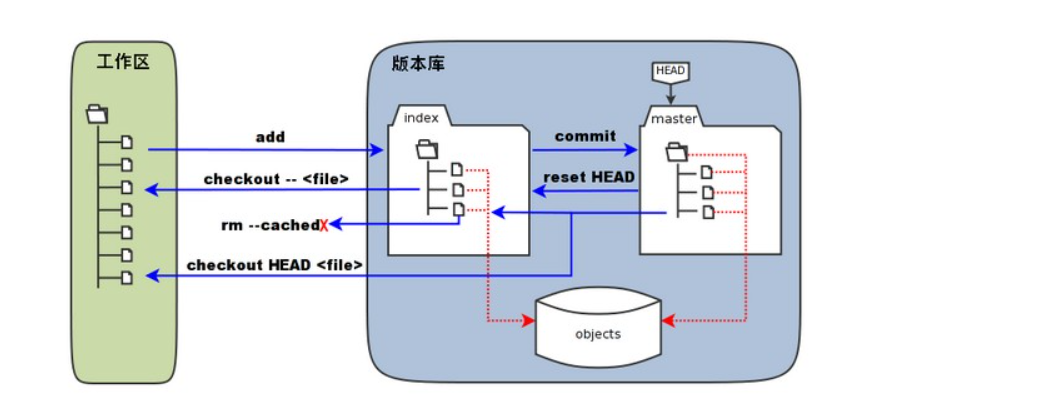 工作区
版本库
HEAD
index
master
add
commit
checkout -- <file>
reset HEAD
rm --cachedX
checkout HEAD <file>
objects